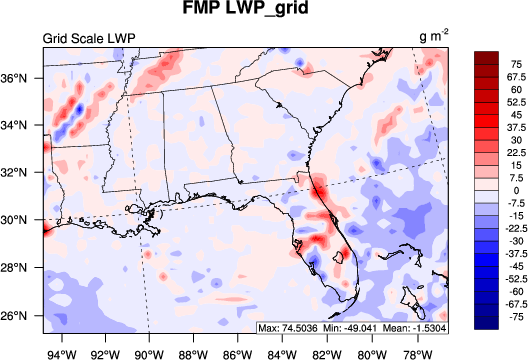 FMP LWP_grid
Grid Scale LWP
g m-2
36°N
34°N
32°N
30°N
28°N
26°N
94°W 92°W 90°W 88°W 86°W 84°W 82°W 80°W 78°W
Max: 74.5036 Min: -49.041 Mean: -1.5304
75
67.5
60
52.5
45
37.5
30
22.5
15
7.5
0
-7.5
-15
-22.5
-30
-37.5
-45
-52.5
-60
-67.5
-75